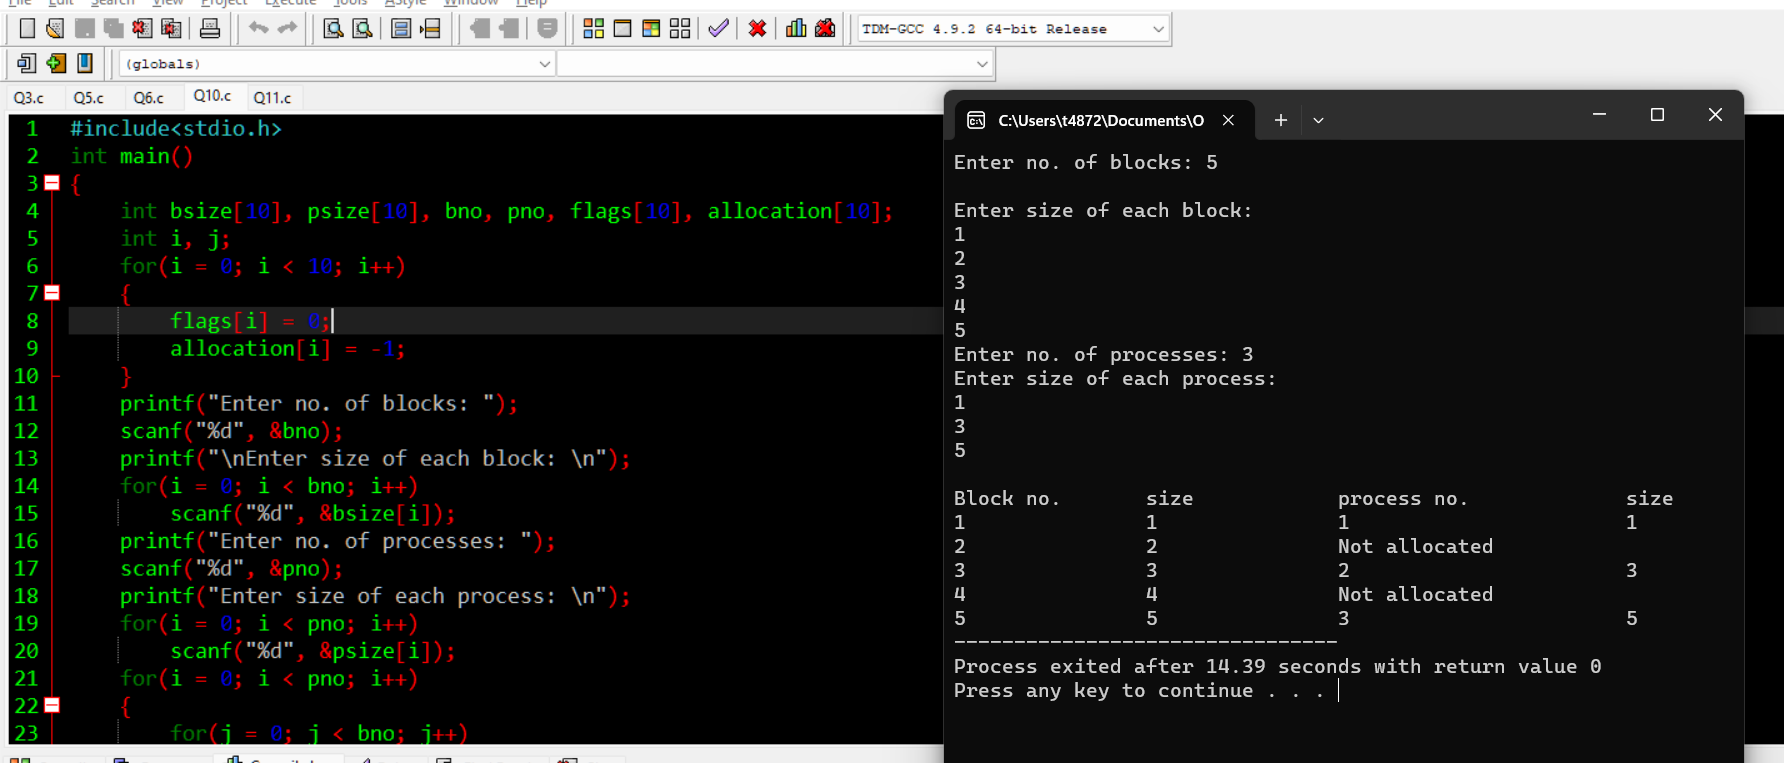 File Edit Search View Project Execute Tools AStyle Window Help
TDM-GCC 4.9.2 64-bit Release
(globals)
Q3.c Q5.c Q6.c Q10.c Q11.c
1 #include<stdio.h>
2 int main()
3 {
4 int bsize[10], psize[10], bno, pno, flags[10], allocation[10];
5 int i, j;
6 for(i = 0; i < 10; i++)
7 {
8 flags[i] = 0;
9 allocation[i] = -1;
10 }
11 printf("Enter no. of blocks: ");
12 scanf("%d", &bno);
13 printf("\nEnter size of each block: \n");
14 for(i = 0; i < bno; i++)
15 scanf("%d", &bsize[i]);
16 printf("Enter no. of processes: ");
17 scanf("%d", &pno);
18 printf("Enter size of each process: \n");
19 for(i = 0; i < pno; i++)
20 scanf("%d", &psize[i]);
21 for(i = 0; i < pno; i++)
22 {
23 for(j = 0; j < bno; j++)
C:\Users\t4872\Documents\O
Enter no. of blocks: 5
Enter size of each block:
1
2
3
4
5
Enter no. of processes: 3
Enter size of each process:
1
3
5
Block no. size process no. size
1 1 1 1
2 2 Not allocated
3 3 2 3
4 4 Not allocated
5 5 3 5
--------------------------------
Process exited after 14.39 seconds with return value 0
Press any key to continue . . .